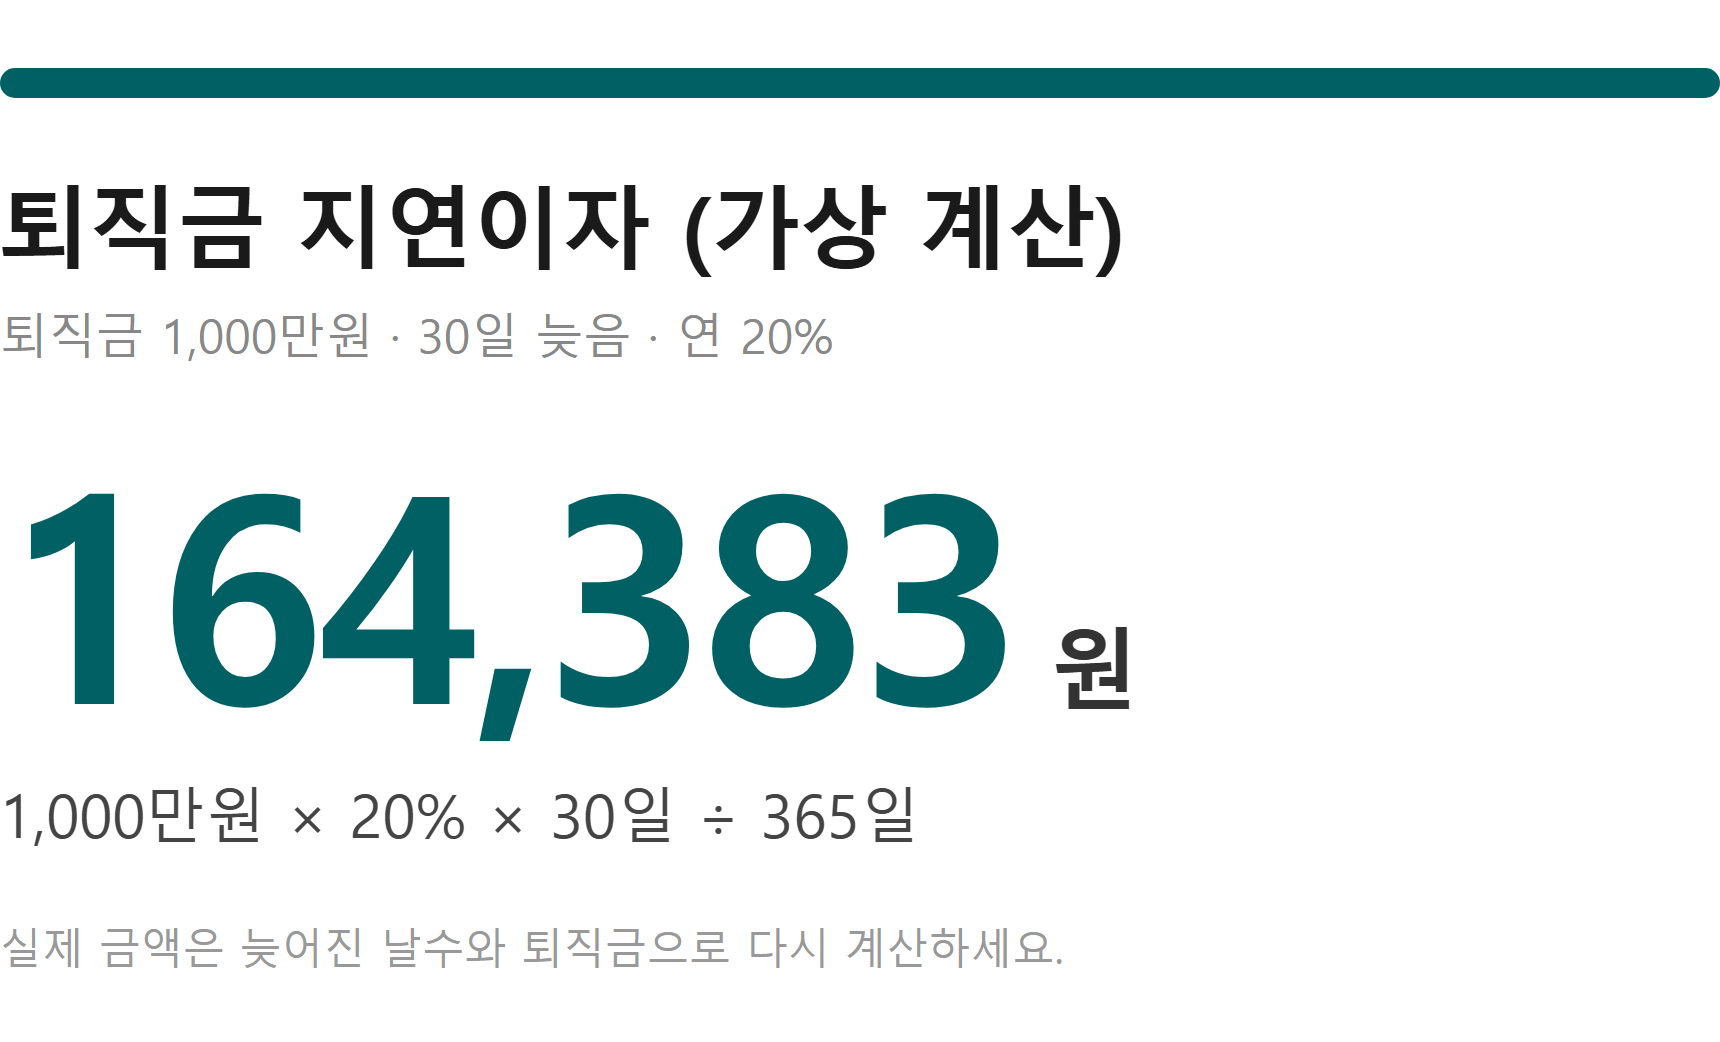 퇴직금 지연이자 (가상 계산)
퇴직금 1,000만원 · 30일 늦음 · 연 20%
164,383 원
1,000만원 × 20% × 30일 ÷ 365일
실제 금액은 늦어진 날수와 퇴직금으로 다시 계산하세요.